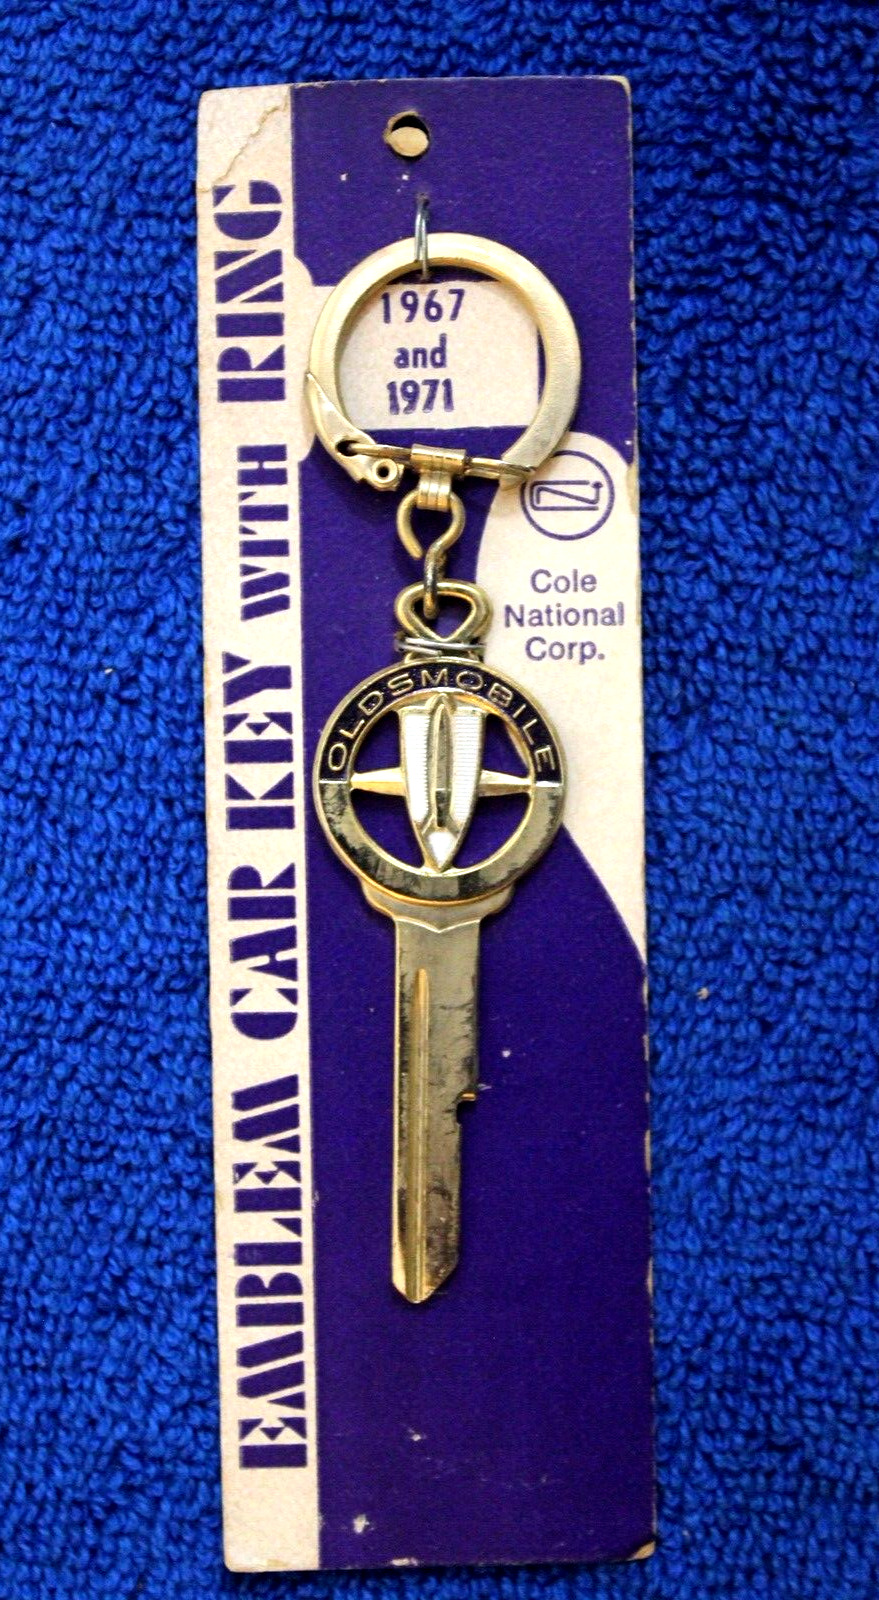 EMBLEM CAR KEY WITH RING
1967
and
1971
Cole
National
Corp.
OLDSMOBILE